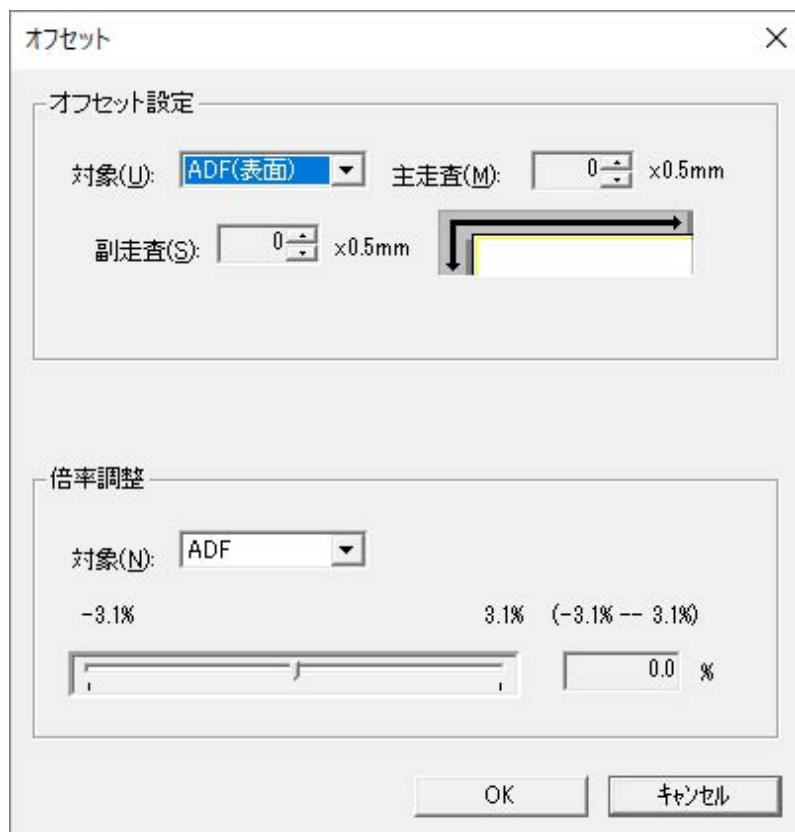 オフセット
オフセット設定
対象(U): ADF(表面) 主走査(M): 0 x0.5mm
副走査(S): 0 x0.5mm
倍率調整
対象(N): ADF
-3.1% 3.1% (-3.1% -- 3.1%)
0.0 %
OK キャンセル